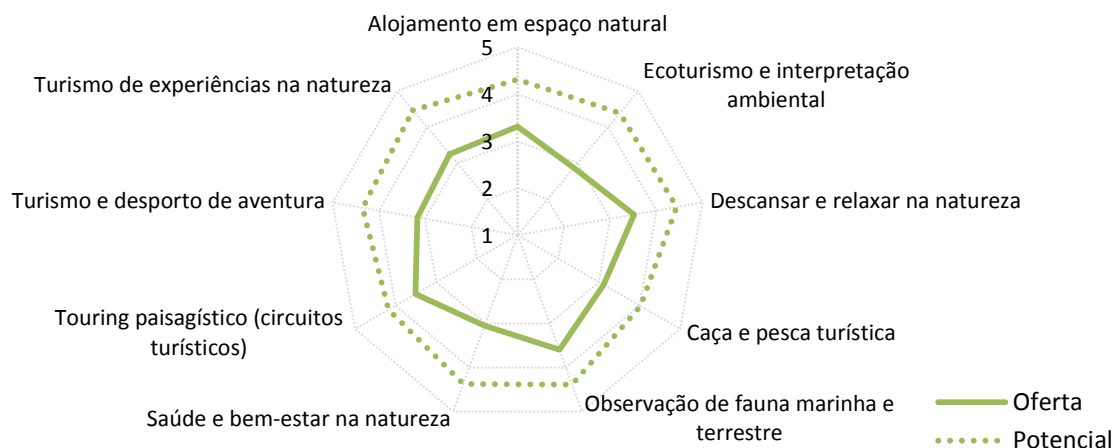 Alojamento em espaço natural
Ecoturismo e interpretação
ambiental
Descansar e relaxar na natureza
Caça e pesca turística
Observação de fauna marinha e
terrestre
Saúde e bem-estar na natureza
Touring paisagístico (circuitos
turísticos)
Turismo e desporto de aventura
Turismo de experiências na natureza
5
4
3
2
1
Oferta
Potencial